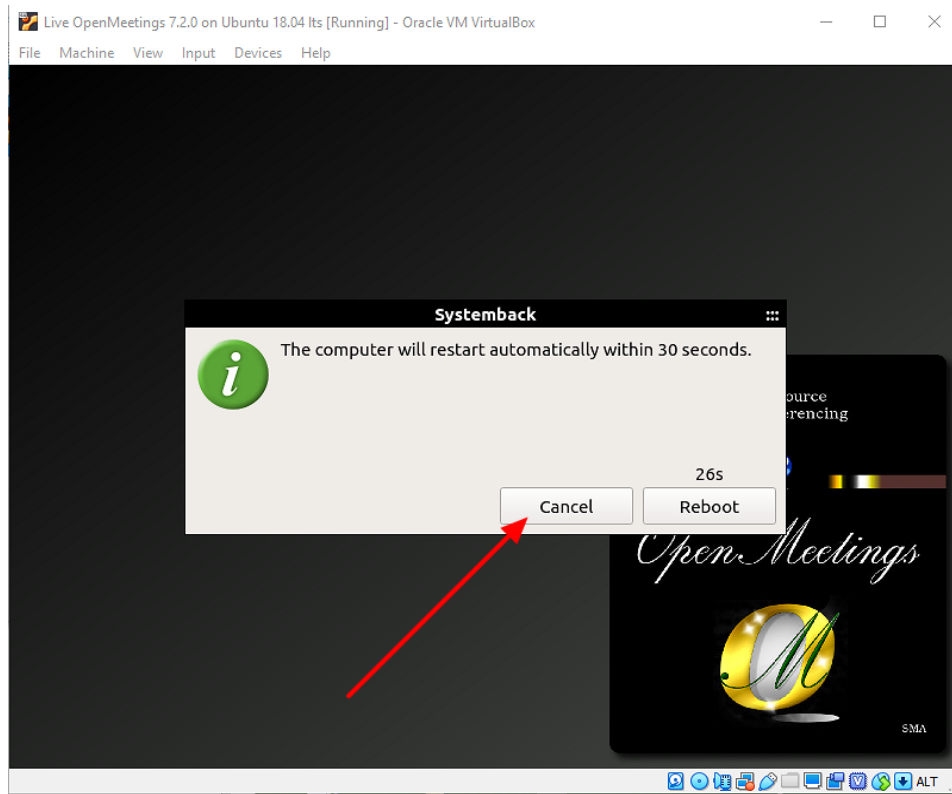 Live OpenMeetings 7.2.0 on Ubuntu 18.04 lts [Running] - Oracle VM VirtualBox
File Machine View Input Devices Help
Systemback
The computer will restart automatically within 30 seconds.
26s
Cancel Reboot
OpenMeetings
SMA
ALT